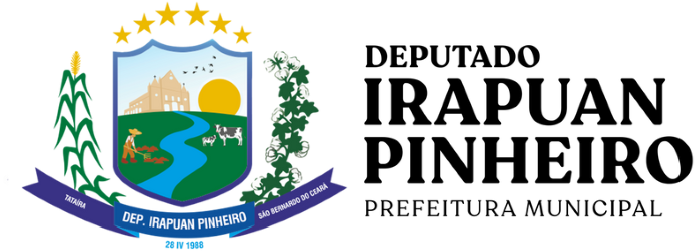 TATAÍRA
DEP. IRAPUAN PINHEIRO
SÃO BERNARDO DO CEARÁ
28 IV 1988
DEPUTADO
IRAPUAN
PINHEIRO
PREFEITURA MUNICIPAL